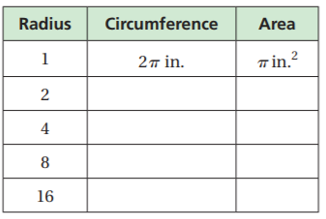 Radius Circumference Area
1 2π in. π in.²
2
4
8
16